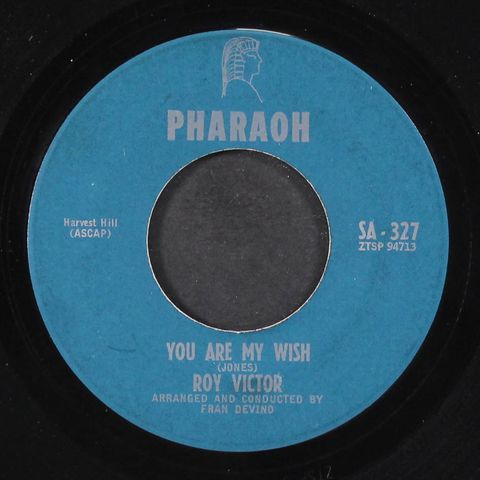 PHARAOH
Harvest Hill
(ASCAP)
SA - 327
ZTSP 94713
YOU ARE MY WISH
(JONES)
ROY VICTOR
ARRANGED AND CONDUCTED BY
FRAN DEVINO